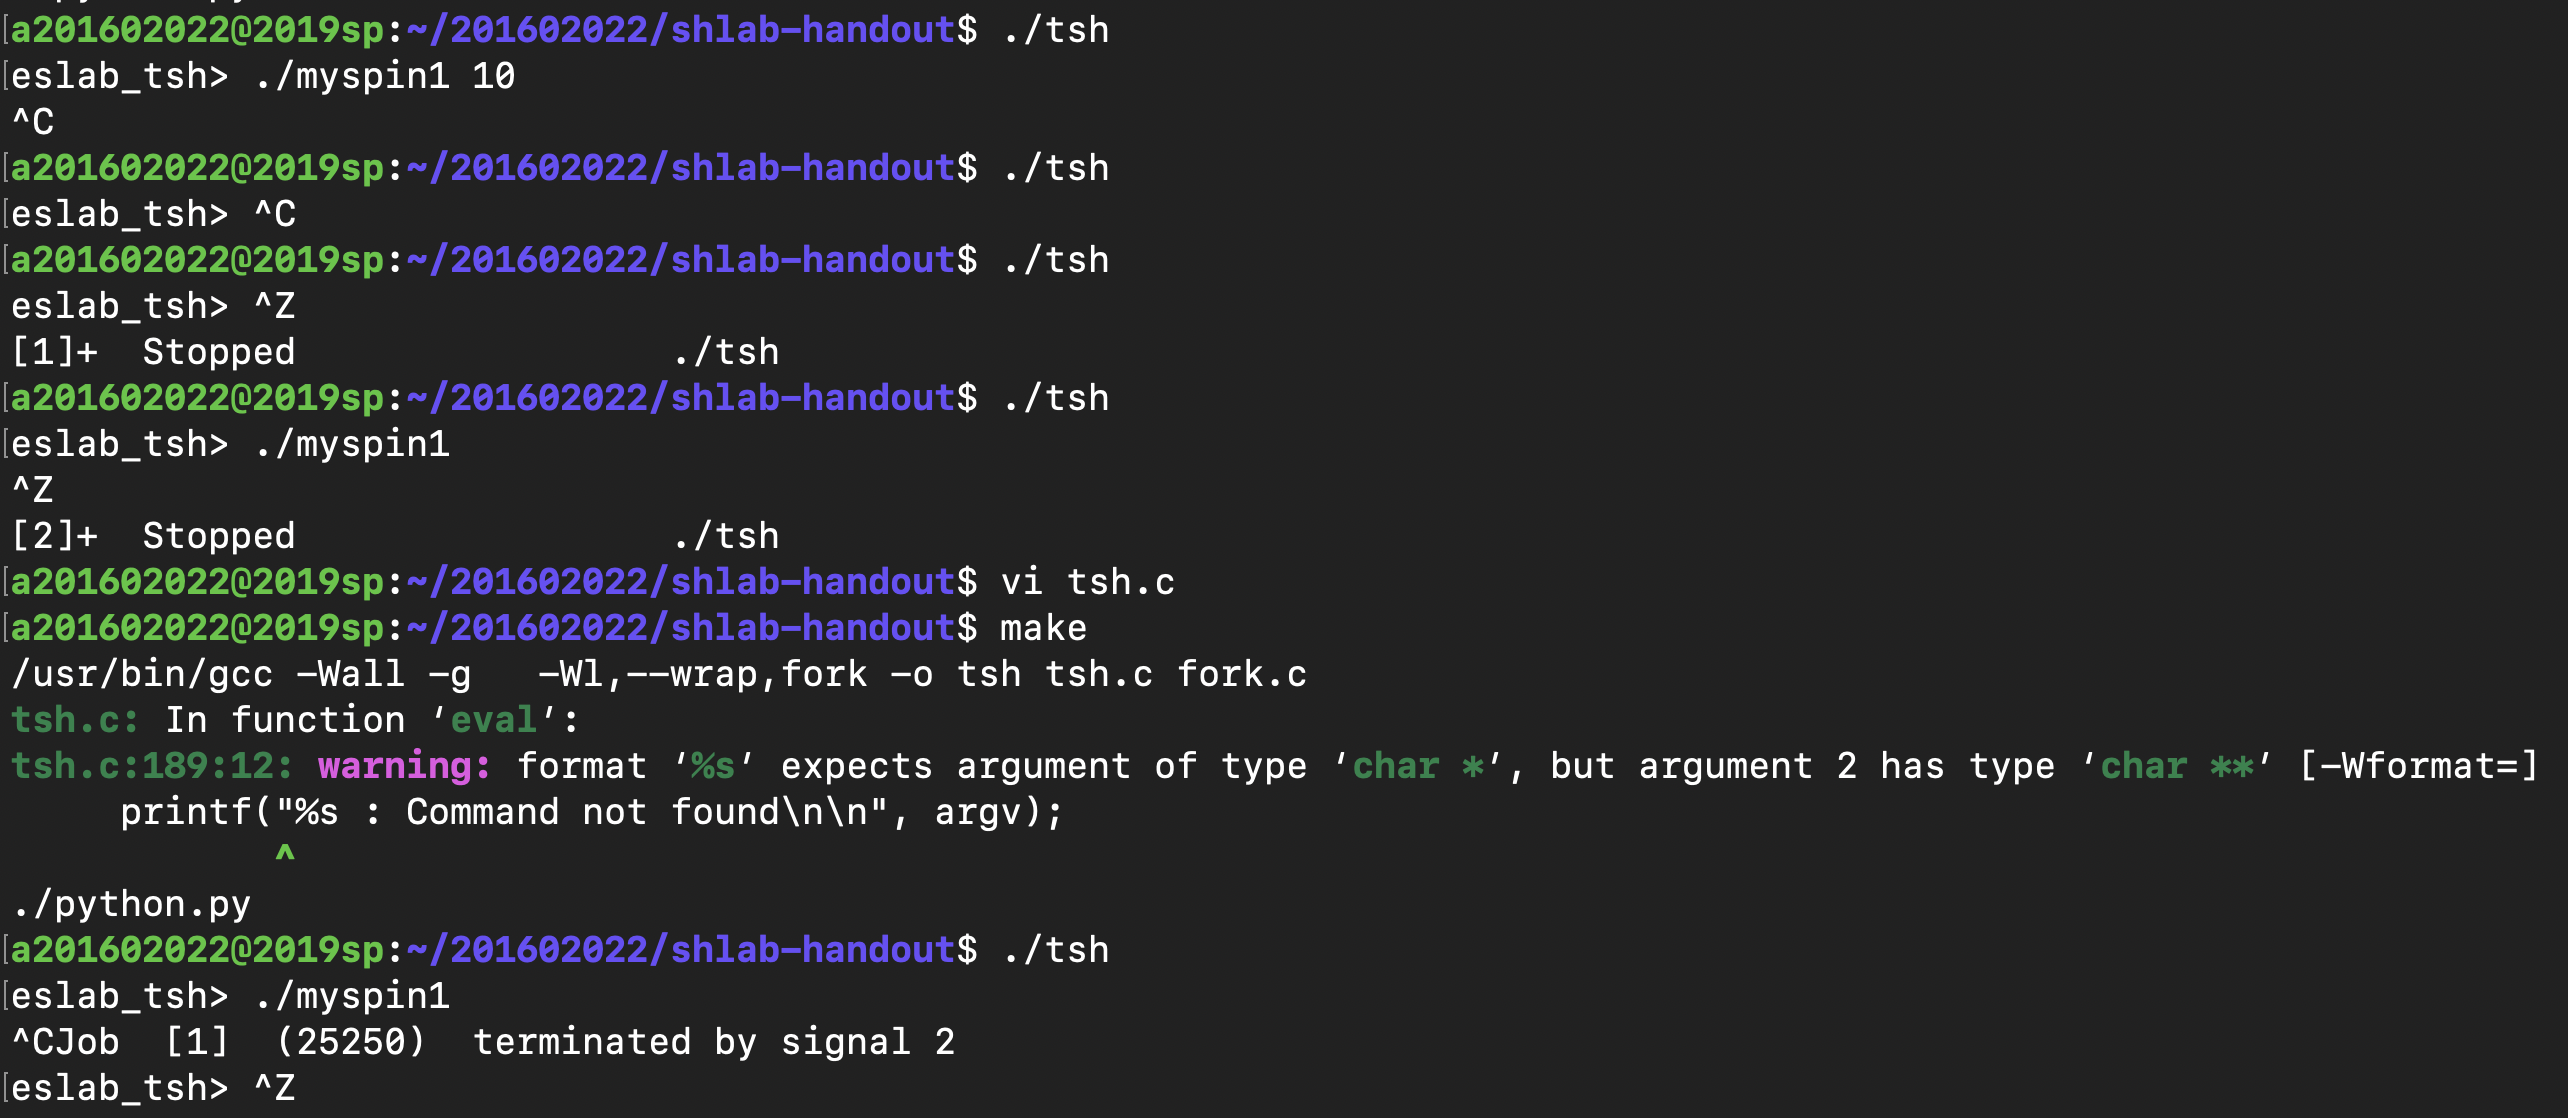 a201602022@2019sp:~/201602022/shlab-handout$ ./tsh
eslab_tsh> ./myspin1 10
^C
a201602022@2019sp:~/201602022/shlab-handout$ ./tsh
eslab_tsh> ^C
a201602022@2019sp:~/201602022/shlab-handout$ ./tsh
eslab_tsh> ^Z
[1]+  Stopped                 ./tsh
a201602022@2019sp:~/201602022/shlab-handout$ ./tsh
eslab_tsh> ./myspin1
^Z
[2]+  Stopped                 ./tsh
a201602022@2019sp:~/201602022/shlab-handout$ vi tsh.c
a201602022@2019sp:~/201602022/shlab-handout$ make
/usr/bin/gcc -Wall -g   -Wl,--wrap,fork -o tsh tsh.c fork.c
tsh.c: In function ‘eval’:
tsh.c:189:12: warning: format ‘%s’ expects argument of type ‘char *’, but argument 2 has type ‘char **’ [-Wformat=]
     printf("%s : Command not found\n\n", argv);
            ^
./python.py
a201602022@2019sp:~/201602022/shlab-handout$ ./tsh
eslab_tsh> ./myspin1
^CJob  [1]  (25250)  terminated by signal 2
eslab_tsh> ^Z